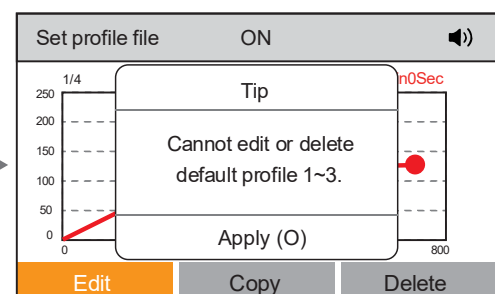 Set profile file ON
1/4
n0Sec
250
200
150
100
50
0
0
800
Tip
Cannot edit or delete
default profile 1~3.
Apply (O)
Edit Copy Delete